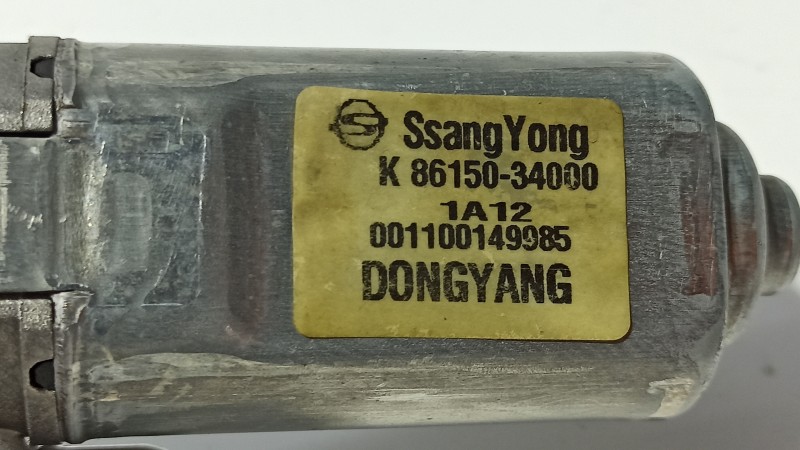 SsangYong
K 86150-34000
1A12
001100149985
DONGYANG